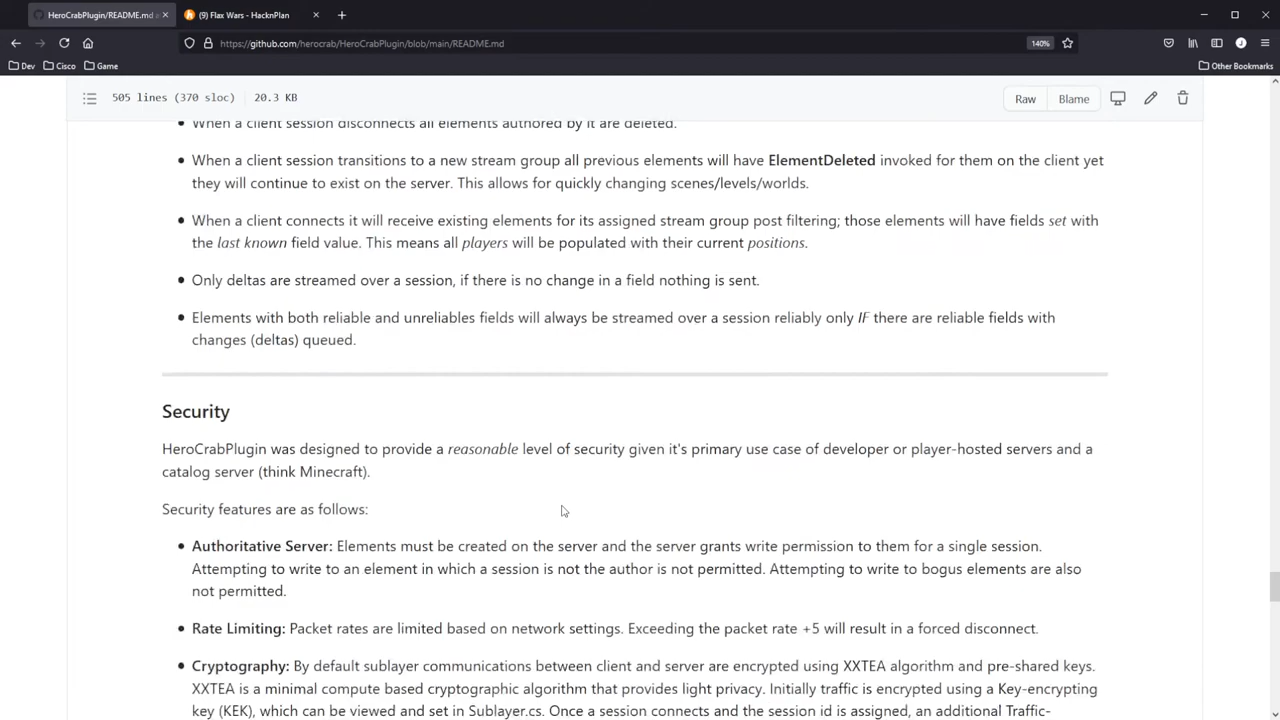 HeroCrabPlugin/README.md
(9) Flax Wars - HacknPlan
https://github.com/herocrab/HeroCrabPlugin/blob/main/README.md
140%
Dev Cisco Game Other Bookmarks
505 lines (370 sloc) 20.3 KB Raw Blame
When a client session disconnects all elements authored by it are deleted.
When a client session transitions to a new stream group all previous elements will have ElementDeleted invoked for them on the client yet
they will continue to exist on the server. This allows for quickly changing scenes/levels/worlds.
When a client connects it will receive existing elements for its assigned stream group post filtering; those elements will have fields set with
the last known field value. This means all players will be populated with their current positions.
Only deltas are streamed over a session, if there is no change in a field nothing is sent.
Elements with both reliable and unreliables fields will always be streamed over a session reliably only IF there are reliable fields with
changes (deltas) queued.
Security
HeroCrabPlugin was designed to provide a reasonable level of security given it's primary use case of developer or player-hosted servers and a
catalog server (think Minecraft).
Security features are as follows:
Authoritative Server: Elements must be created on the server and the server grants write permission to them for a single session.
Attempting to write to an element in which a session is not the author is not permitted. Attempting to write to bogus elements are also
not permitted.
Rate Limiting: Packet rates are limited based on network settings. Exceeding the packet rate +5 will result in a forced disconnect.
Cryptography: By default sublayer communications between client and server are encrypted using XXTEA algorithm and pre-shared keys.
XXTEA is a minimal compute based cryptographic algorithm that provides light privacy. Initially traffic is encrypted using a Key-encrypting
key (KEK), which can be viewed and set in Sublayer.cs. Once a session connects and the session id is assigned, an additional Traffic-